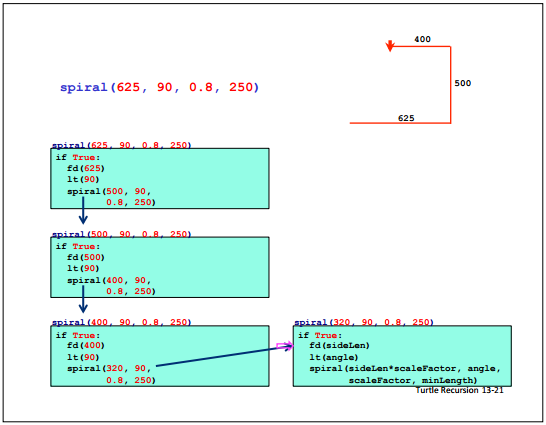 400
500
625
spiral(625, 90, 0.8, 250)
spiral(625, 90, 0.8, 250)
if True:
fd(625)
lt(90)
spiral(500, 90,
0.8, 250)
spiral(500, 90, 0.8, 250)
if True:
fd(500)
lt(90)
spiral(400, 90,
0.8, 250)
spiral(400, 90, 0.8, 250)
if True:
fd(400)
lt(90)
spiral(320, 90,
0.8, 250)
spiral(320, 90, 0.8, 250)
if True:
fd(sideLen)
lt(angle)
spiral(sideLen*scaleFactor, angle,
scaleFactor, minLength)
Turtle Recursion 13-21